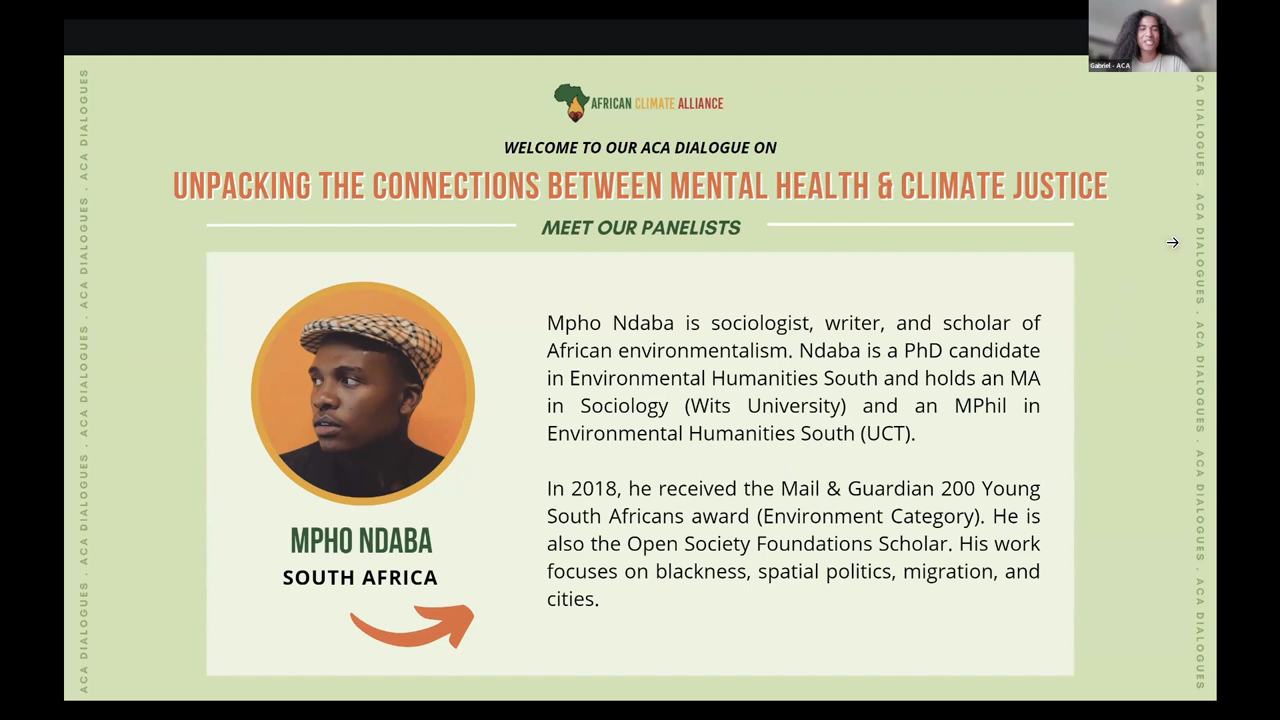 Gabriel - ACA
AFRICAN CLIMATE ALLIANCE
WELCOME TO OUR ACA DIALOGUE ON
UNPACKING THE CONNECTIONS BETWEEN MENTAL HEALTH & CLIMATE JUSTICE
MEET OUR PANELISTS
Mpho Ndaba is sociologist, writer, and scholar of
African environmentalism. Ndaba is a PhD candidate
in Environmental Humanities South and holds an MA
in Sociology (Wits University) and an MPhil in
Environmental Humanities South (UCT).
In 2018, he received the Mail & Guardian 200 Young
South Africans award (Environment Category). He is
also the Open Society Foundations Scholar. His work
focuses on blackness, spatial politics, migration, and
cities.
MPHO NDABA
SOUTH AFRICA
ACA DIALOGUES . ACA DIALOGUES . ACA DIALOGUES . ACA DIALOGUES . ACA DIALOGUES
CA DIALOGUES . ACA DIALOGUES . ACA DIALOGUES . ACA DIALOGUES . ACA DIALOGUES